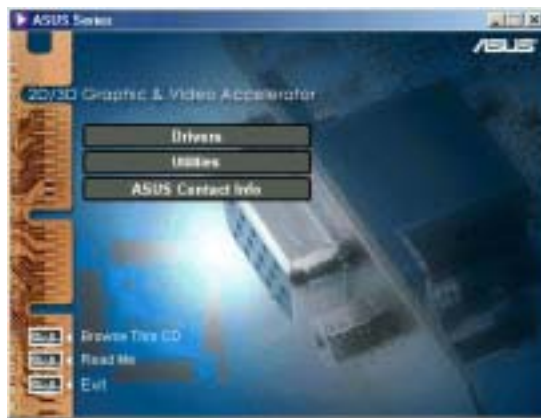 ASUS Series
ASUS
2D/3D Graphic & Video Accelerator
Drivers
Utilities
ASUS Contact Info
Browse This CD
Read Me
Exit